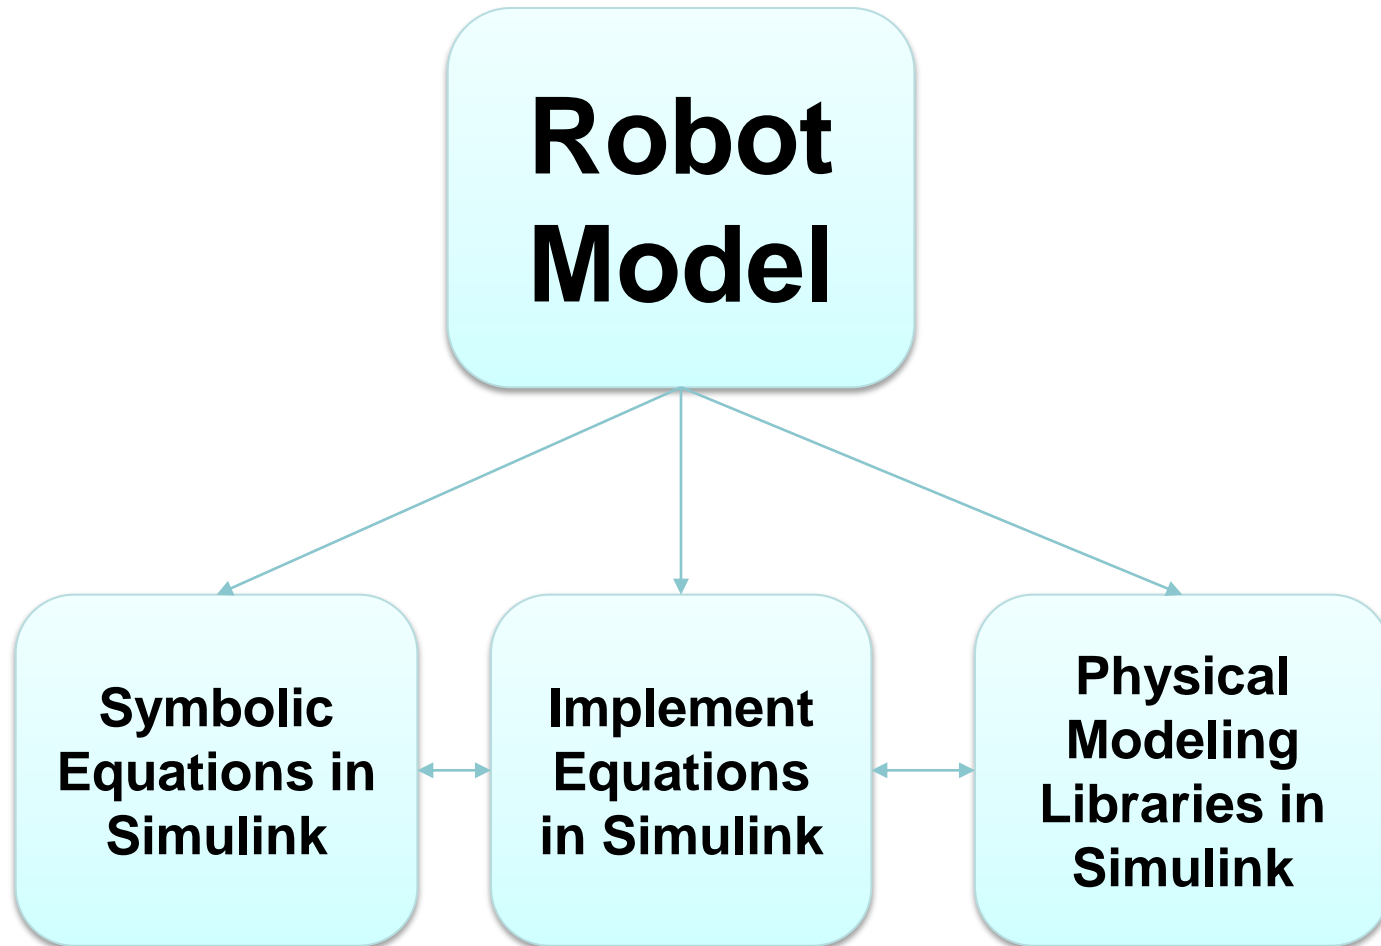 Robot
Model
Symbolic
Equations in
Simulink
Implement
Equations
in Simulink
Physical
Modeling
Libraries in
Simulink